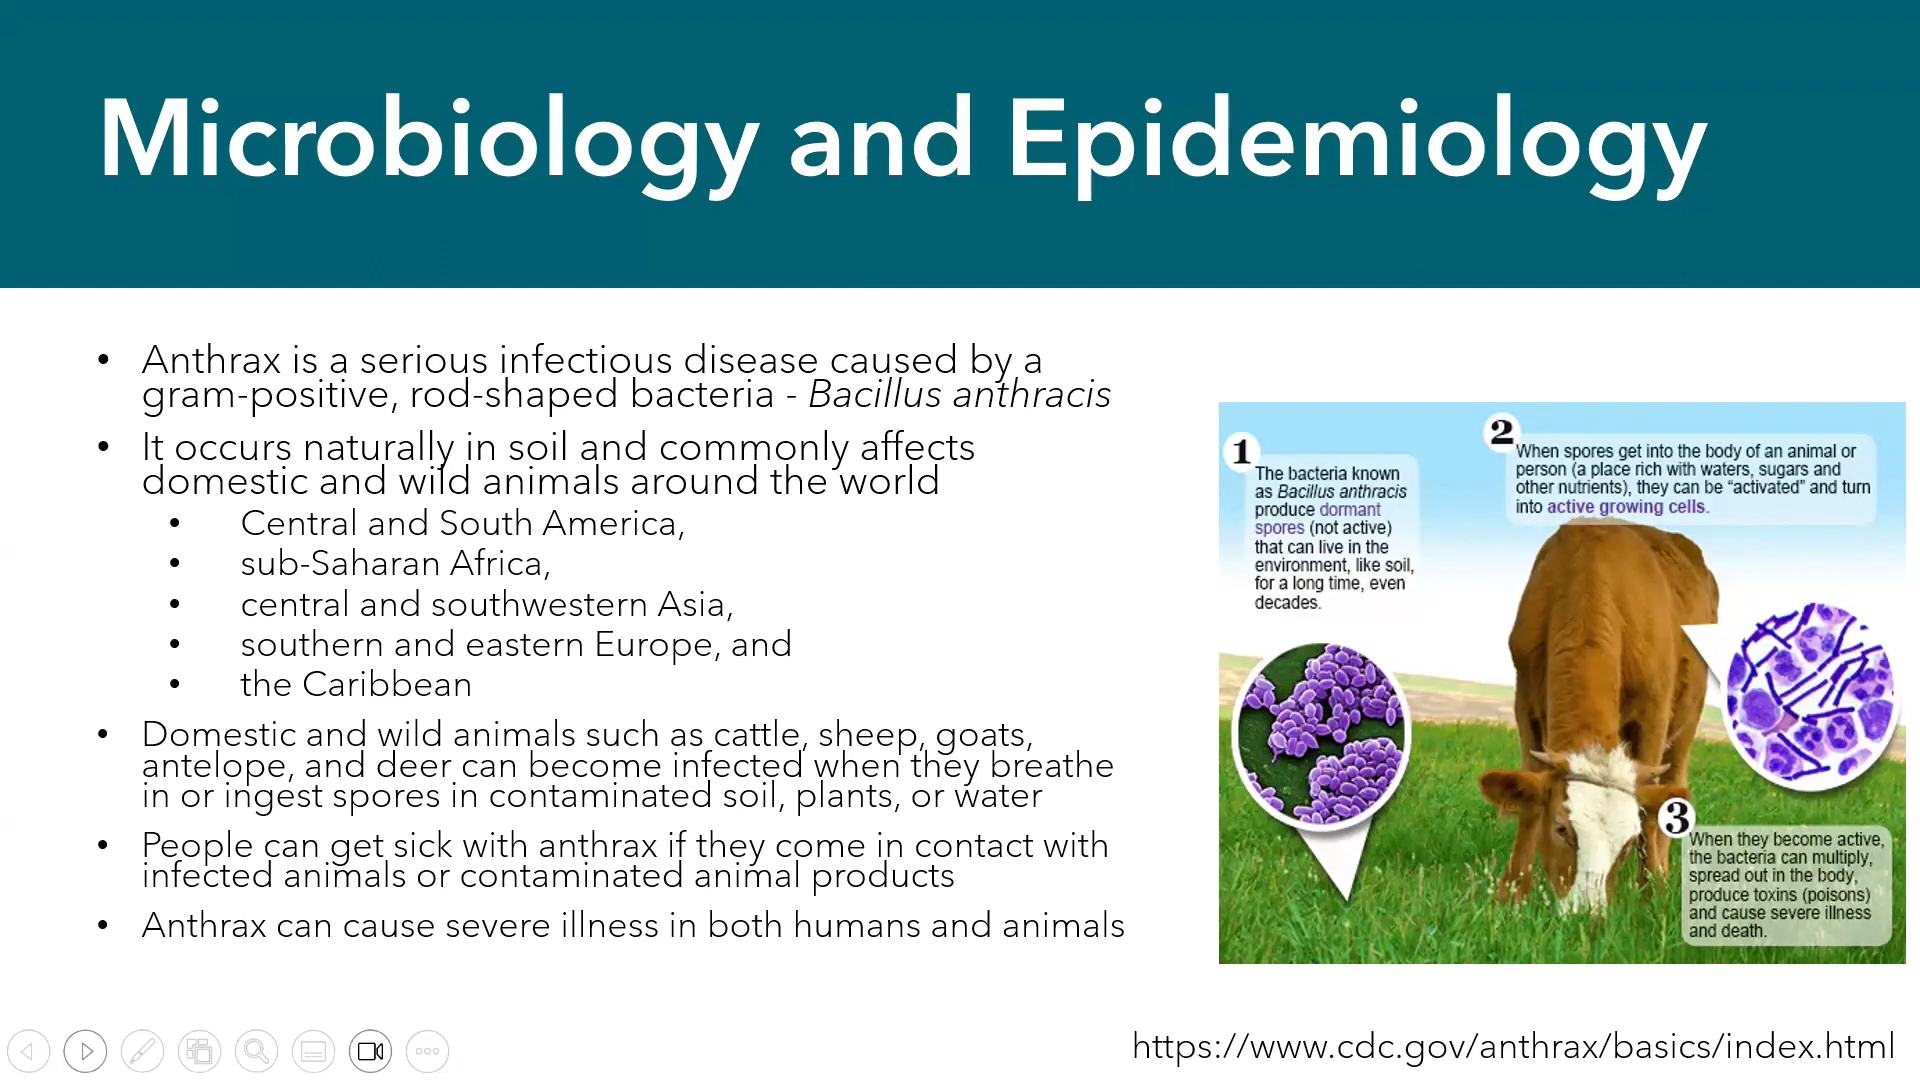 Microbiology and Epidemiology
• Anthrax is a serious infectious disease caused by a
gram-positive, rod-shaped bacteria - Bacillus anthracis
• It occurs naturally in soil and commonly affects
domestic and wild animals around the world
• Central and South America,
• sub-Saharan Africa,
• central and southwestern Asia,
• southern and eastern Europe, and
• the Caribbean
• Domestic and wild animals such as cattle, sheep, goats,
antelope, and deer can become infected when they breathe
in or ingest spores in contaminated soil, plants, or water
• People can get sick with anthrax if they come in contact with
infected animals or contaminated animal products
• Anthrax can cause severe illness in both humans and animals
1
The bacteria known
as Bacillus anthracis
produce dormant
spores (not active)
that can live in the
environment, like soil,
for a long time, even
decades.
2
When spores get into the body of an animal or
person (a place rich with waters, sugars and
other nutrients), they can be “activated” and turn
into active growing cells.
3
When they become active,
the bacteria can multiply,
spread out in the body,
produce toxins (poisons)
and cause severe illness
and death.
https://www.cdc.gov/anthrax/basics/index.html